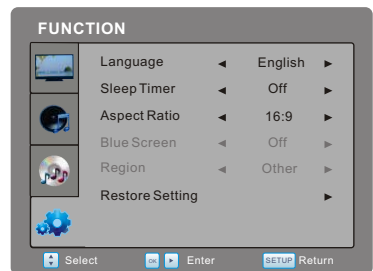 FUNCTION
Language ◄ English ►
Sleep Timer ◄ Off ►
Aspect Ratio ◄ 16:9 ►
Blue Screen ◄ Off ►
Region ◄ Other ►
Restore Setting ►
Select OK Enter SETUP Return